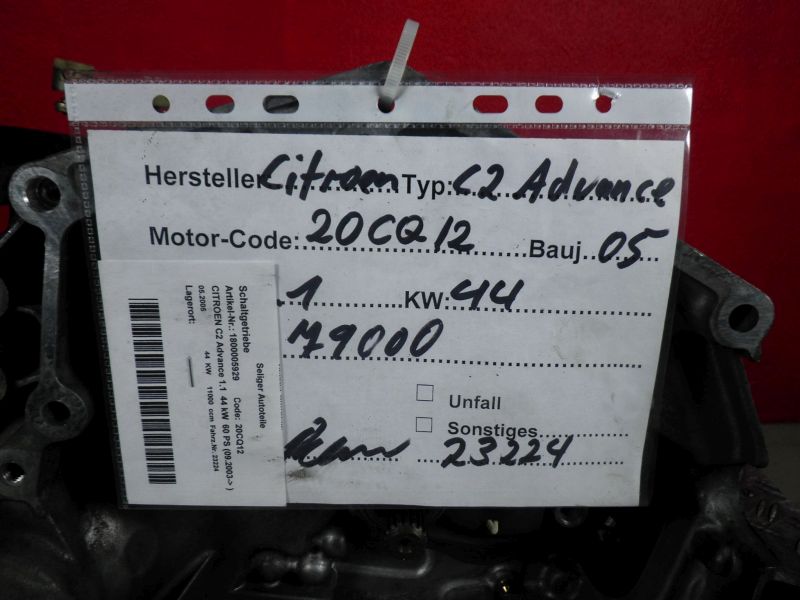 Hersteller: Citroen Typ: C2 Advance
Motor-Code: 20CQ12 Bauj. 05
.1 KW: 44
79000
Unfall
Sonstiges
23224
Seliger Autoteile
Schaltgetriebe
Artikel-Nr.: 1800005929 Code: 20CQ12
CITROEN C2 Advance 1.1 44 kW 60 PS (09.2003-> )
05.2005 44 KW 11000 ccm Fahrz.Nr. 23224
Lagerort: